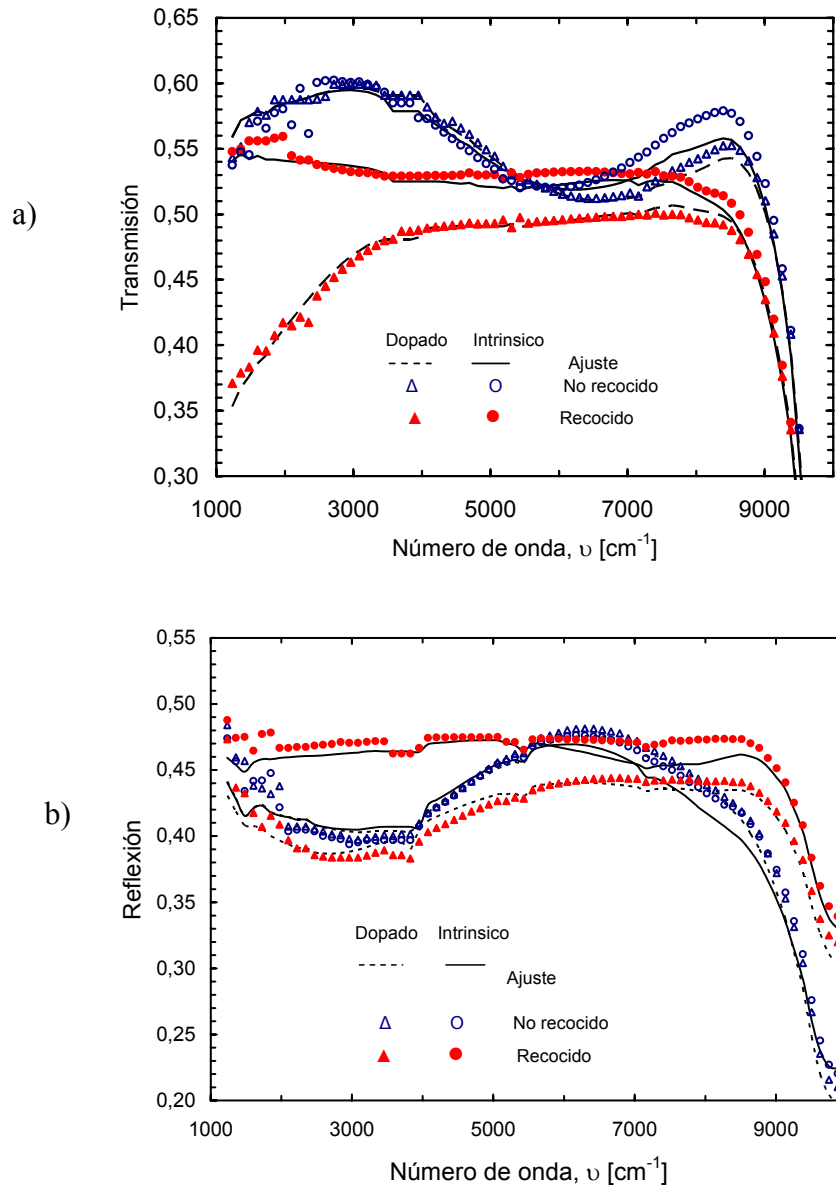 a)
Transmisión
0,65
0,60
0,55
0,50
0,45
0,40
0,35
0,30
Dopado Intrinsico
Ajuste
No recocido
Recocido
1000 3000 5000 7000 9000
Número de onda, υ [cm-1]
b)
Reflexión
0,55
0,50
0,45
0,40
0,35
0,30
0,25
0,20
Dopado Intrinsico
Ajuste
No recocido
Recocido
1000 3000 5000 7000 9000
Número de onda, υ [cm-1]